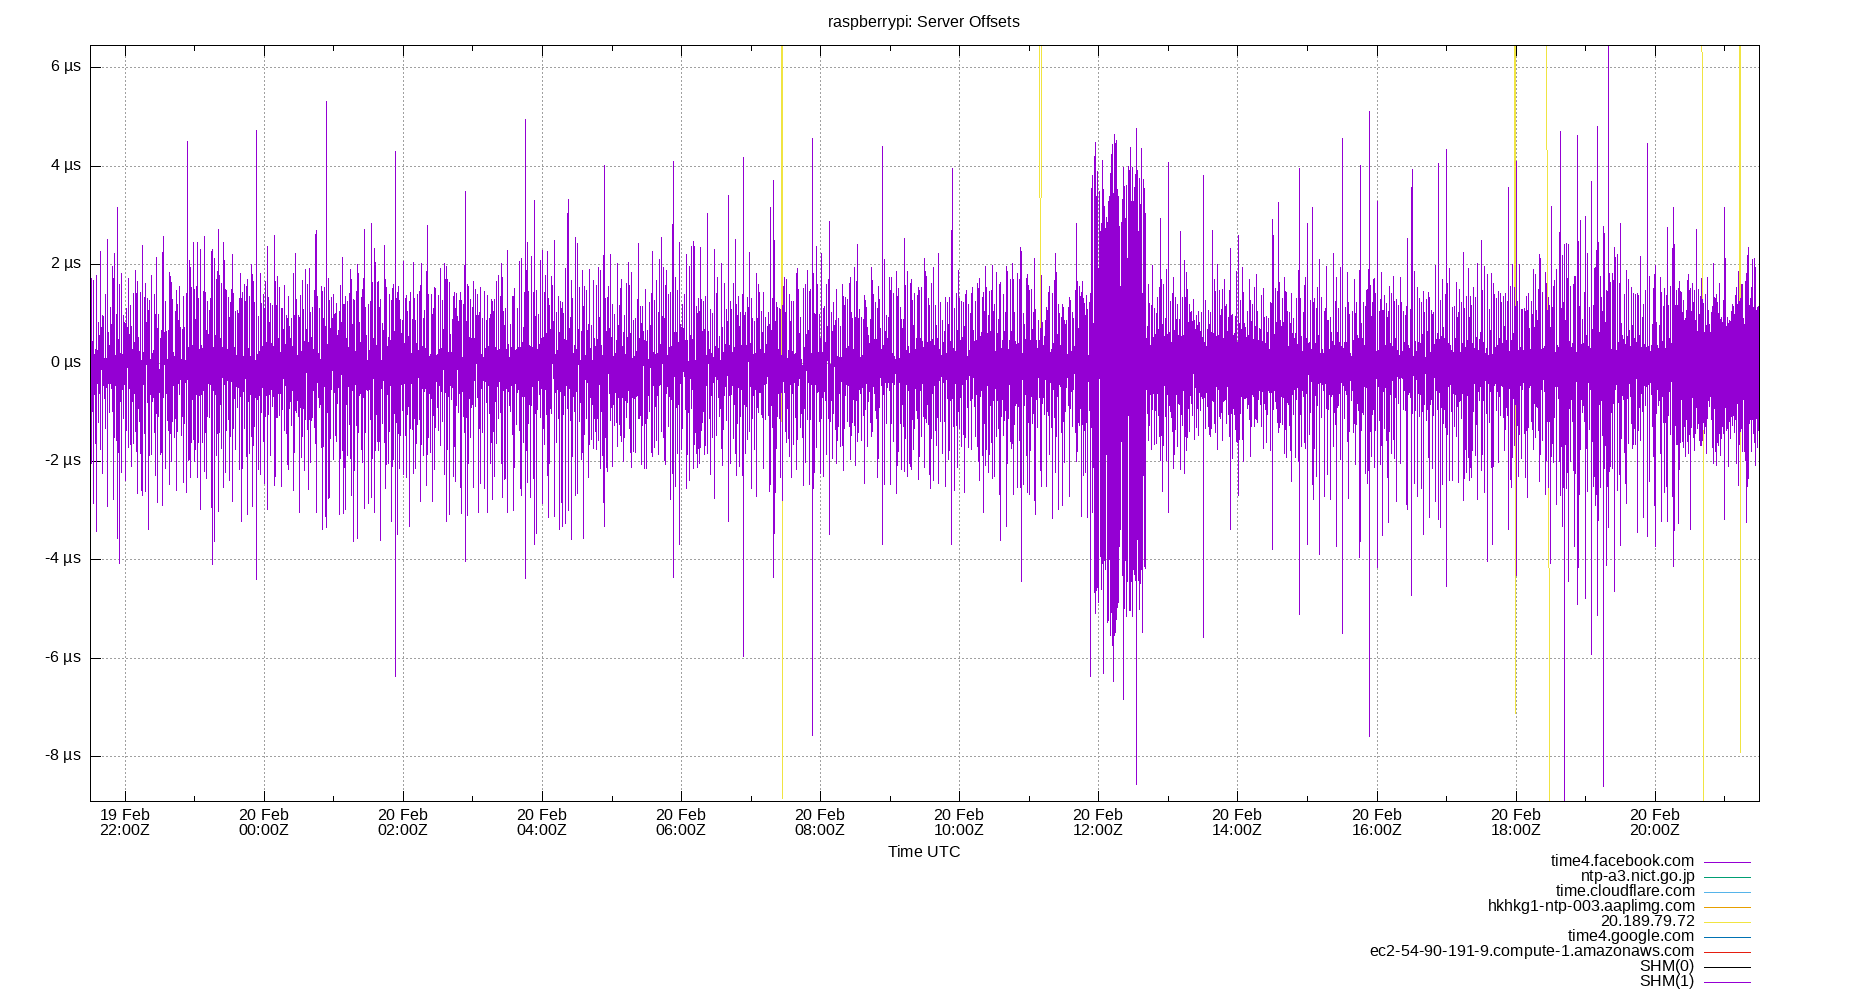 raspberrypi: Server Offsets
6 µs
4 µs
2 µs
0 µs
-2 µs
-4 µs
-6 µs
-8 µs
19 Feb 20 Feb 20 Feb 20 Feb 20 Feb 20 Feb 20 Feb 20 Feb 20 Feb 20 Feb 20 Feb 20 Feb
22:00Z 00:00Z 02:00Z 04:00Z 06:00Z 08:00Z 10:00Z 12:00Z 14:00Z 16:00Z 18:00Z 20:00Z
Time UTC
time4.facebook.com
ntp-a3.nict.go.jp
time.cloudflare.com
hkhkg1-ntp-003.aaplimg.com
20.189.79.72
time4.google.com
ec2-54-90-191-9.compute-1.amazonaws.com
SHM(0)
SHM(1)